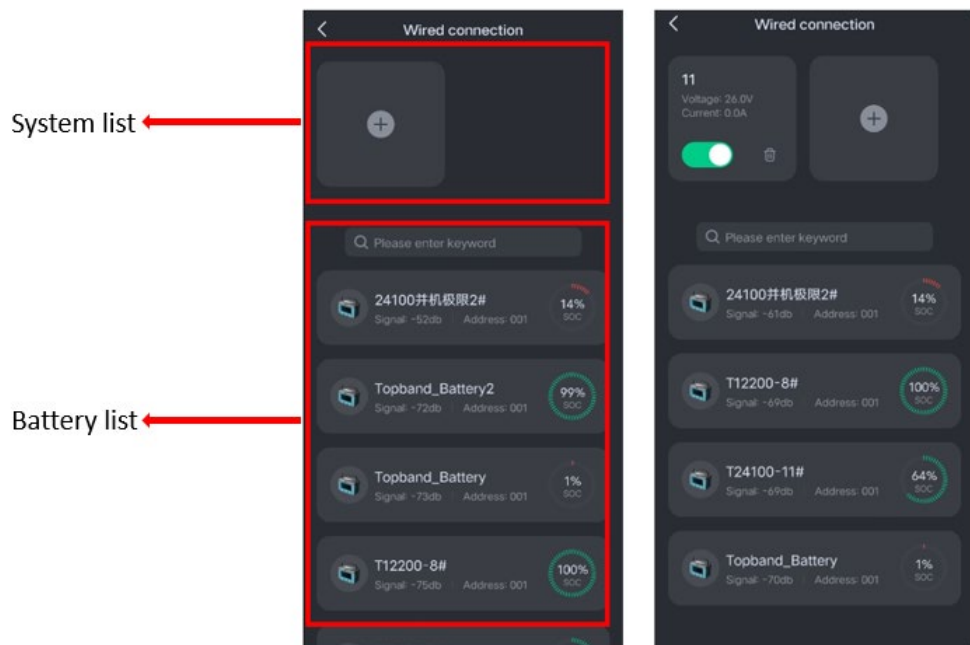 System list
Battery list
Wired connection
Please enter keyword
24100并机极限2#
Signal: -52db Address: 001
14%
SOC
Topband_Battery2
Signal: -72db Address: 001
99%
SOC
Topband_Battery
Signal: -73db Address: 001
1%
SOC
T12200-8#
Signal: -75db Address: 001
100%
SOC
Wired connection
11
Voltage: 26.0V
Current: 0.0A
Please enter keyword
24100并机极限2#
Signal: -61db Address: 001
14%
SOC
T12200-8#
Signal: -69db Address: 001
100%
SOC
T24100-11#
Signal: -69db Address: 001
64%
SOC
Topband_Battery
Signal: -70db Address: 001
1%
SOC